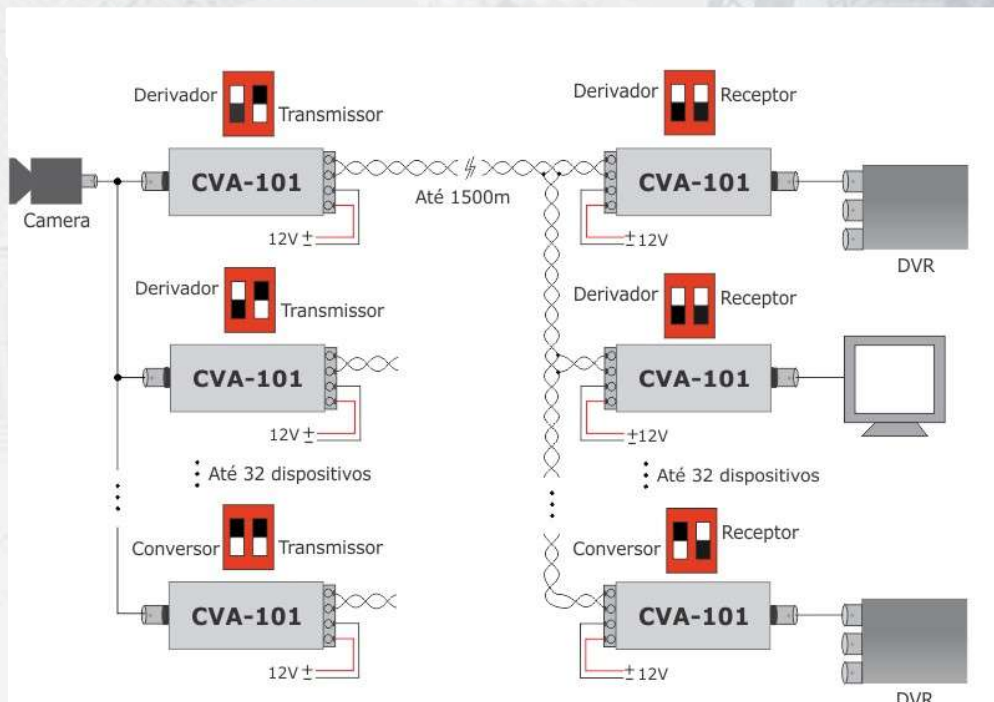 Derivador
Transmissor
CVA-101
12V ±
Camera
Até 1500m
Derivador
Receptor
CVA-101
± 12V
DVR
Derivador
Transmissor
CVA-101
12V ±
Até 32 dispositivos
Derivador
Receptor
CVA-101
±12V
Até 32 dispositivos
Conversor
Transmissor
CVA-101
12V ±
Conversor
Receptor
CVA-101
± 12V
DVR